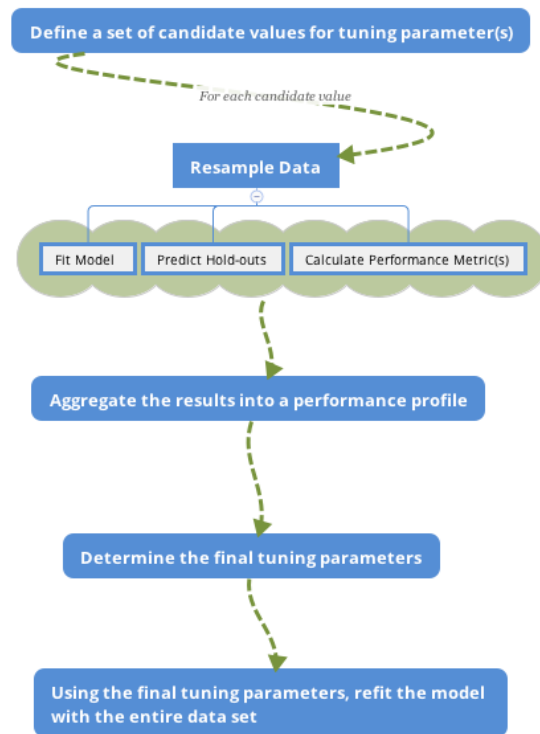 Define a set of candidate values for tuning parameter(s)
For each candidate value
Resample Data
Fit Model
Predict Hold-outs
Calculate Performance Metric(s)
Aggregate the results into a performance profile
Determine the final tuning parameters
Using the final tuning parameters, refit the model
with the entire data set